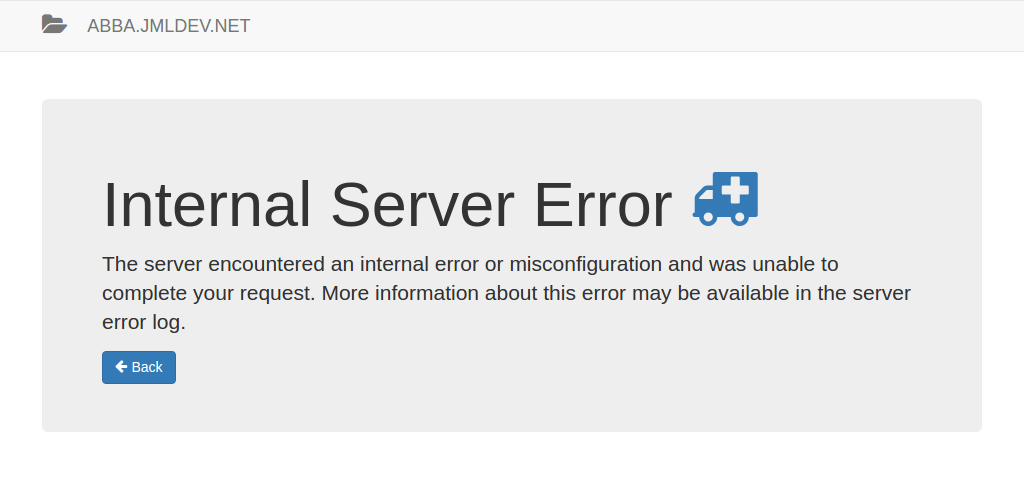 ABBA.JMLDEV.NET
Internal Server Error
The server encountered an internal error or misconfiguration and was unable to
complete your request. More information about this error may be available in the server
error log.
Back